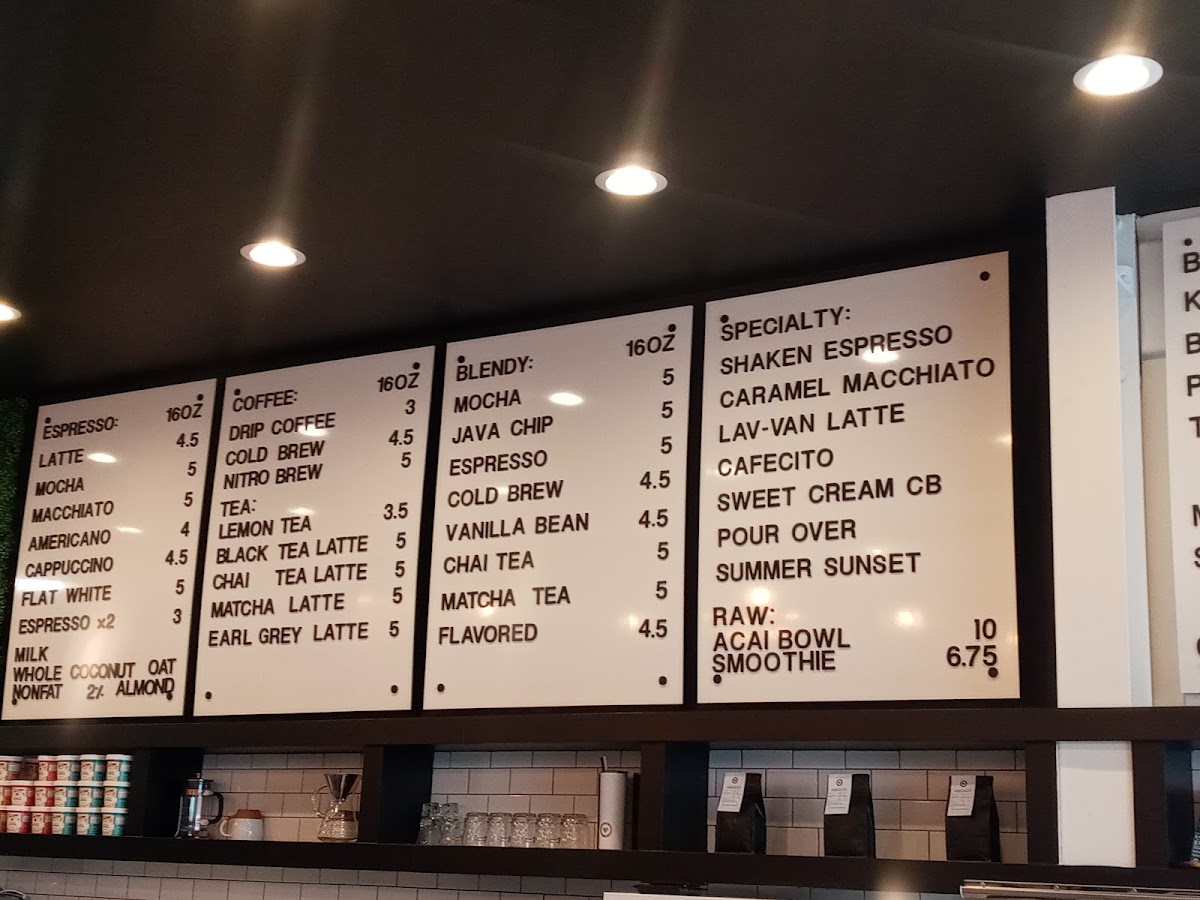 ESPRESSO: 16OZ
LATTE 4.5
MOCHA 5
MACCHIATO 5
AMERICANO 4
CAPPUCCINO 4.5
FLAT WHITE 5
ESPRESSO x2 3
MILK
WHOLE COCONUT OAT
NONFAT 2% ALMOND
COFFEE: 16OZ
DRIP COFFEE 3
COLD BREW 4.5
NITRO BREW 5
TEA:
LEMON TEA 3.5
BLACK TEA LATTE 5
CHAI TEA LATTE 5
MATCHA LATTE 5
EARL GREY LATTE 5
BLENDY: 16OZ
MOCHA 5
JAVA CHIP 5
ESPRESSO 5
COLD BREW 4.5
VANILLA BEAN 4.5
CHAI TEA 5
MATCHA TEA 5
FLAVORED 4.5
SPECIALTY:
SHAKEN ESPRESSO
CARAMEL MACCHIATO
LAV-VAN LATTE
CAFECITO
SWEET CREAM CB
POUR OVER
SUMMER SUNSET
RAW:
ACAI BOWL 10
SMOOTHIE 6.75